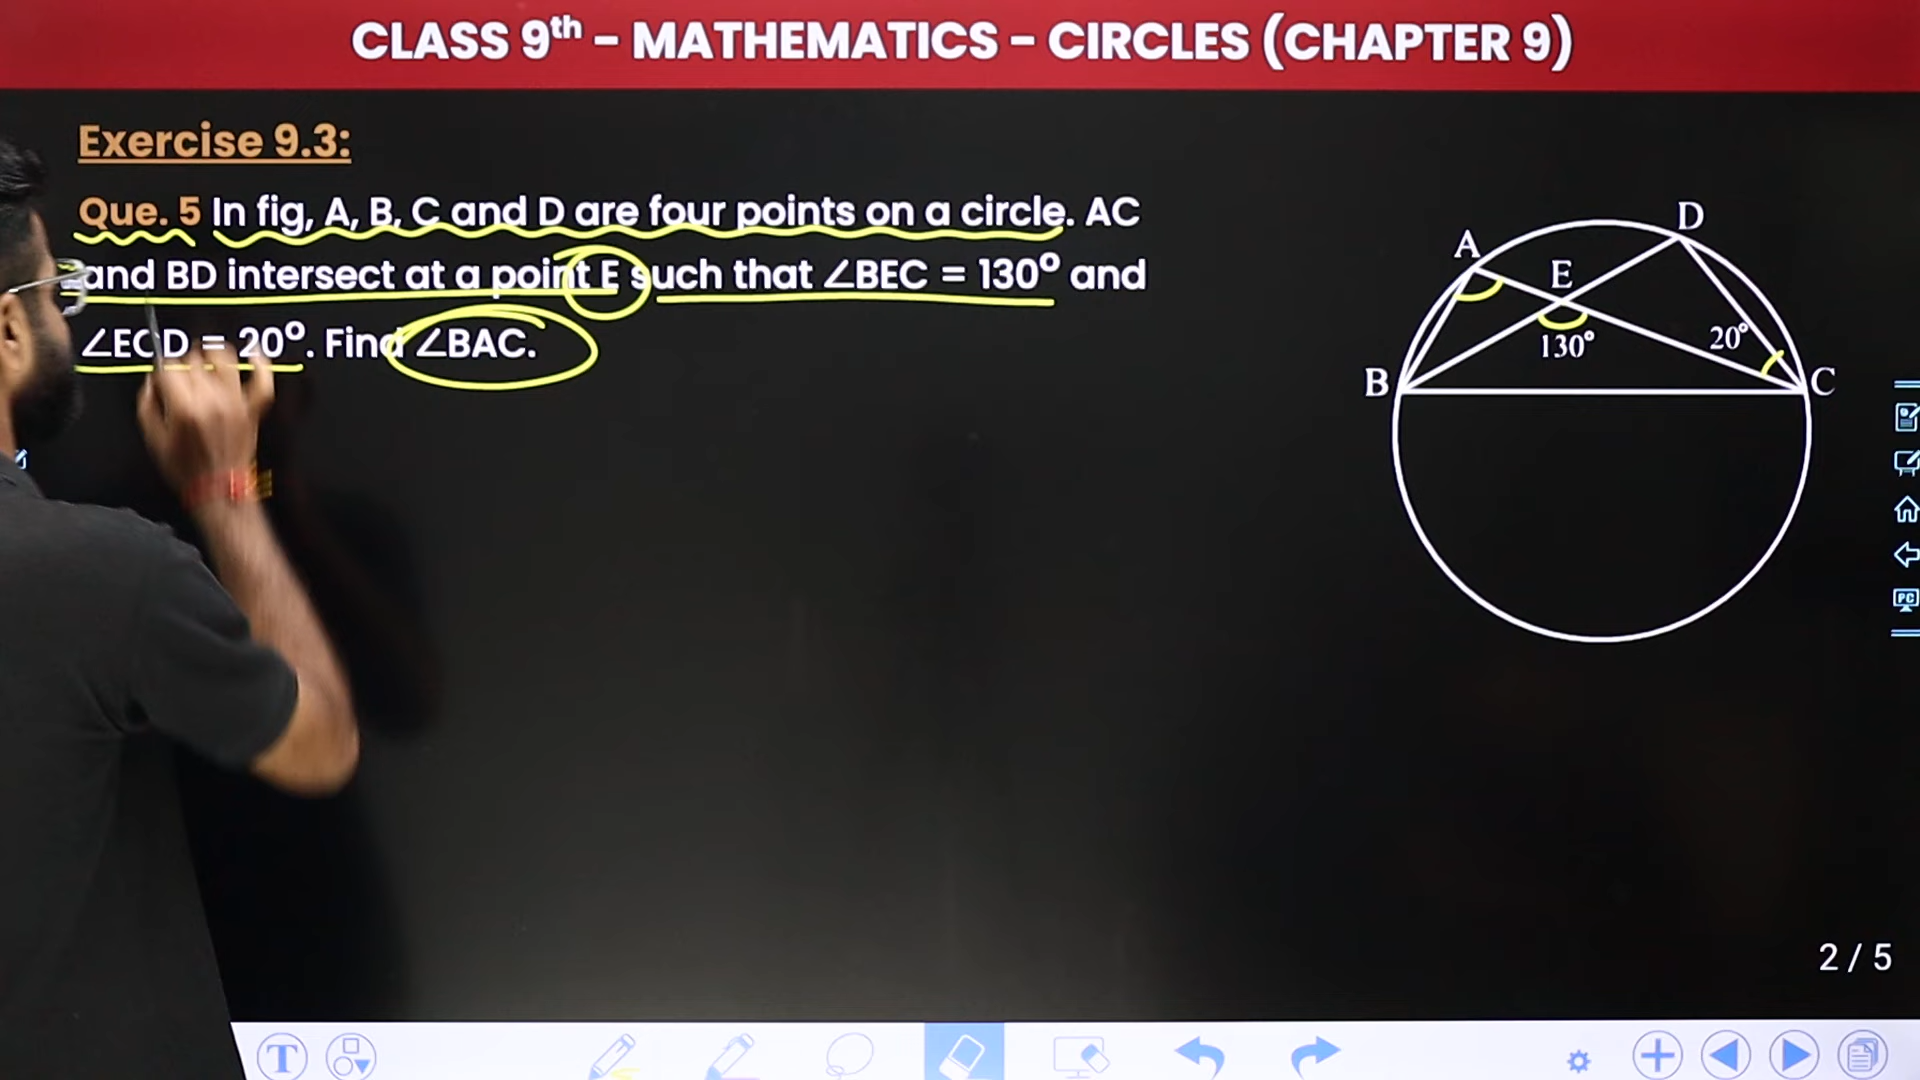 CLASS 9th - MATHEMATICS - CIRCLES (CHAPTER 9)
Exercise 9.3:
Que. 5 In fig, A, B, C and D are four points on a circle. AC
and BD intersect at a point E such that ∠BEC = 130° and
∠ECD = 20°. Find ∠BAC.
D
A
E
20°
130°
B
C
PC
2 / 5
T